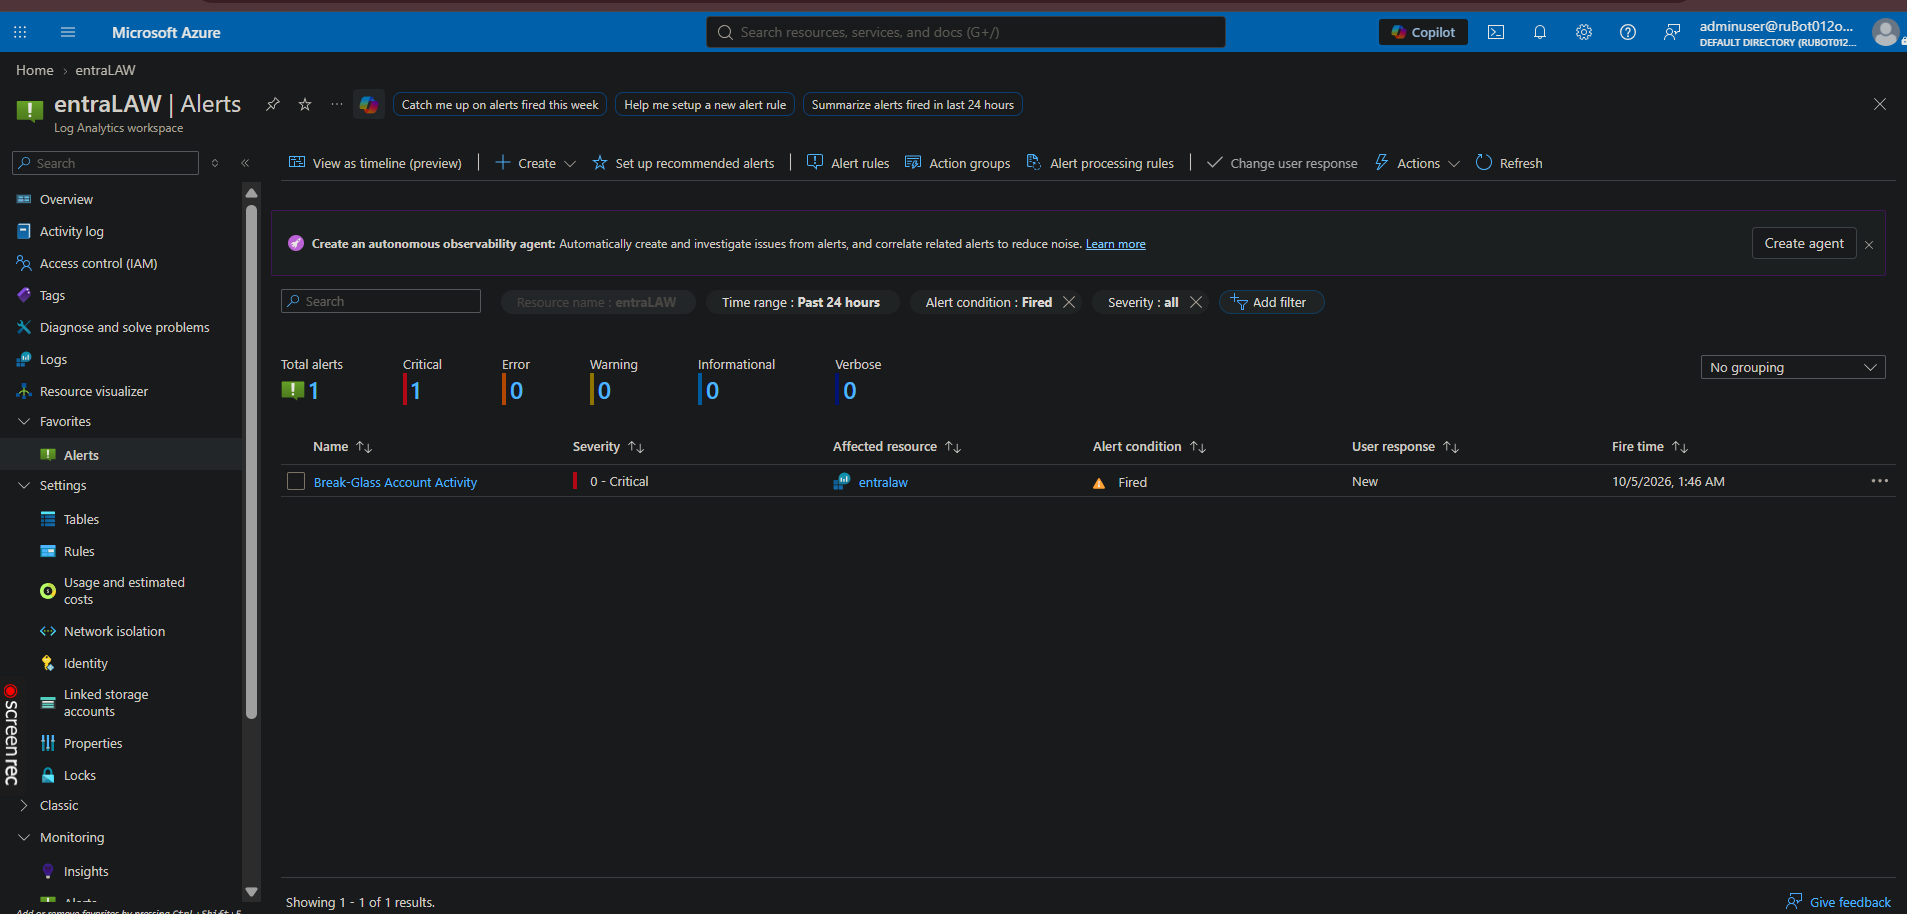 Microsoft Azure
Search resources, services, and docs (G+/)
Copilot
adminuser@ruBot012o...
DEFAULT DIRECTORY (RUBOT012...
Home > entraLAW
entraLAW | Alerts
Log Analytics workspace
Catch me up on alerts fired this week
Help me setup a new alert rule
Summarize alerts fired in last 24 hours
Search
View as timeline (preview)
Create
Set up recommended alerts
Alert rules
Action groups
Alert processing rules
Change user response
Actions
Refresh
Overview
Activity log
Access control (IAM)
Tags
Diagnose and solve problems
Logs
Resource visualizer
Favorites
Alerts
Settings
Tables
Rules
Usage and estimated
costs
Network isolation
Identity
Linked storage
accounts
Properties
Locks
Classic
Monitoring
Insights
Alerts
Add or remove favorites by pressing Ctrl+Shift+F
screenrec
Create an autonomous observability agent: Automatically create and investigate issues from alerts, and correlate related alerts to reduce noise. Learn more
Create agent
Search
Resource name : entraLAW
Time range : Past 24 hours
Alert condition : Fired
Severity : all
Add filter
Total alerts
1
Critical
1
Error
0
Warning
0
Informational
0
Verbose
0
No grouping
Name
Severity
Affected resource
Alert condition
User response
Fire time
Break-Glass Account Activity
0 - Critical
entralaw
Fired
New
10/5/2026, 1:46 AM
Showing 1 - 1 of 1 results.
Give feedback